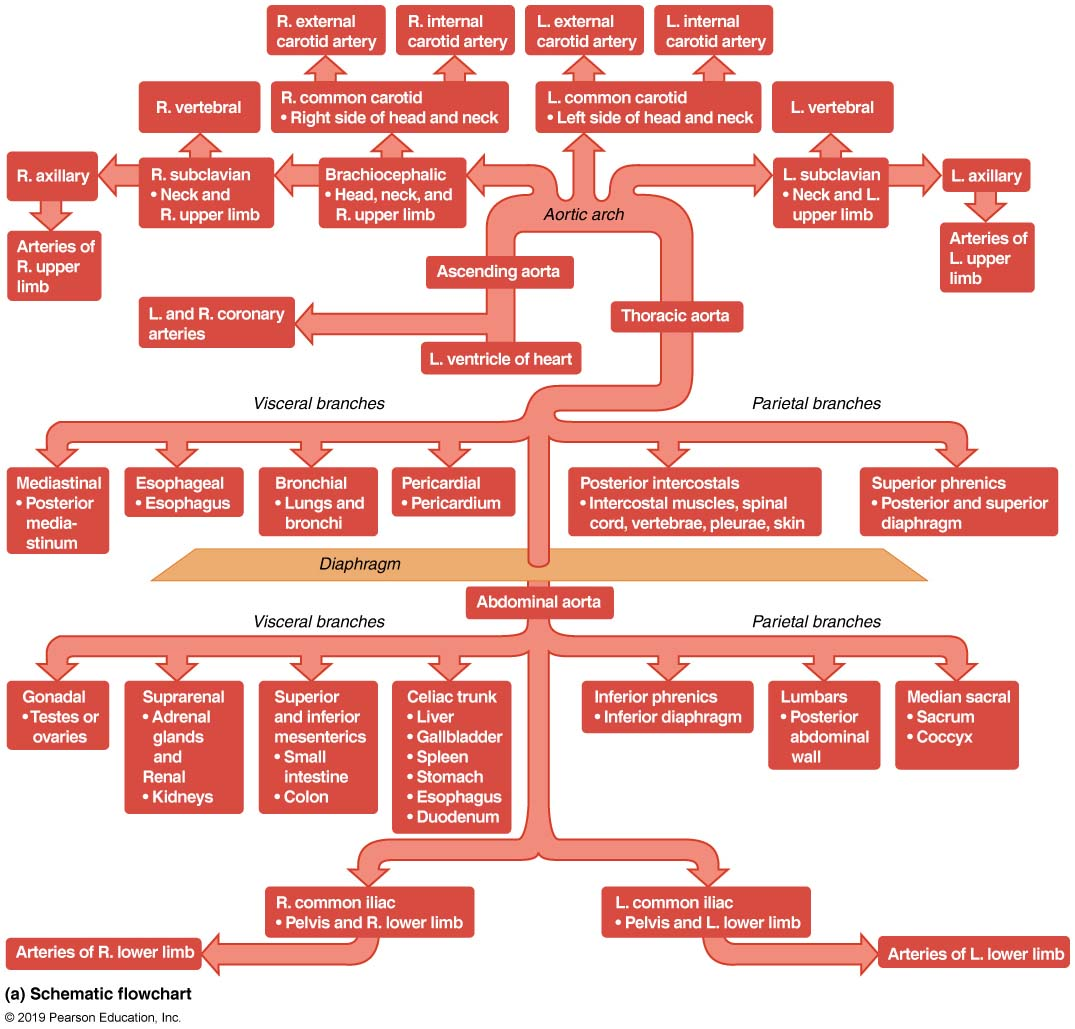 R. external
carotid artery
R. internal
carotid artery
L. external
carotid artery
L. internal
carotid artery
R. vertebral
R. common carotid
• Right side of head and neck
L. common carotid
• Left side of head and neck
L. vertebral
R. axillary
R. subclavian
• Neck and
R. upper limb
Brachiocephalic
• Head, neck, and
R. upper limb
Aortic arch
L. subclavian
• Neck and L.
upper limb
L. axillary
Arteries of
R. upper
limb
Arteries of
L. upper
limb
Ascending aorta
L. and R. coronary
arteries
Thoracic aorta
L. ventricle of heart
Visceral branches
Parietal branches
Mediastinal
• Posterior
media-
stinum
Esophageal
• Esophagus
Bronchial
• Lungs and
bronchi
Pericardial
• Pericardium
Posterior intercostals
• Intercostal muscles, spinal
cord, vertebrae, pleurae, skin
Superior phrenics
• Posterior and superior
diaphragm
Diaphragm
Abdominal aorta
Visceral branches
Parietal branches
Gonadal
• Testes or
ovaries
Suprarenal
• Adrenal
glands
and
Renal
• Kidneys
Superior
and inferior
mesenterics
• Small
intestine
• Colon
Celiac trunk
• Liver
• Gallbladder
• Spleen
• Stomach
• Esophagus
• Duodenum
Inferior phrenics
• Inferior diaphragm
Lumbars
• Posterior
abdominal
wall
Median sacral
• Sacrum
• Coccyx
R. common iliac
• Pelvis and R. lower limb
L. common iliac
• Pelvis and L. lower limb
Arteries of R. lower limb
Arteries of L. lower limb
(a) Schematic flowchart
© 2019 Pearson Education, Inc.